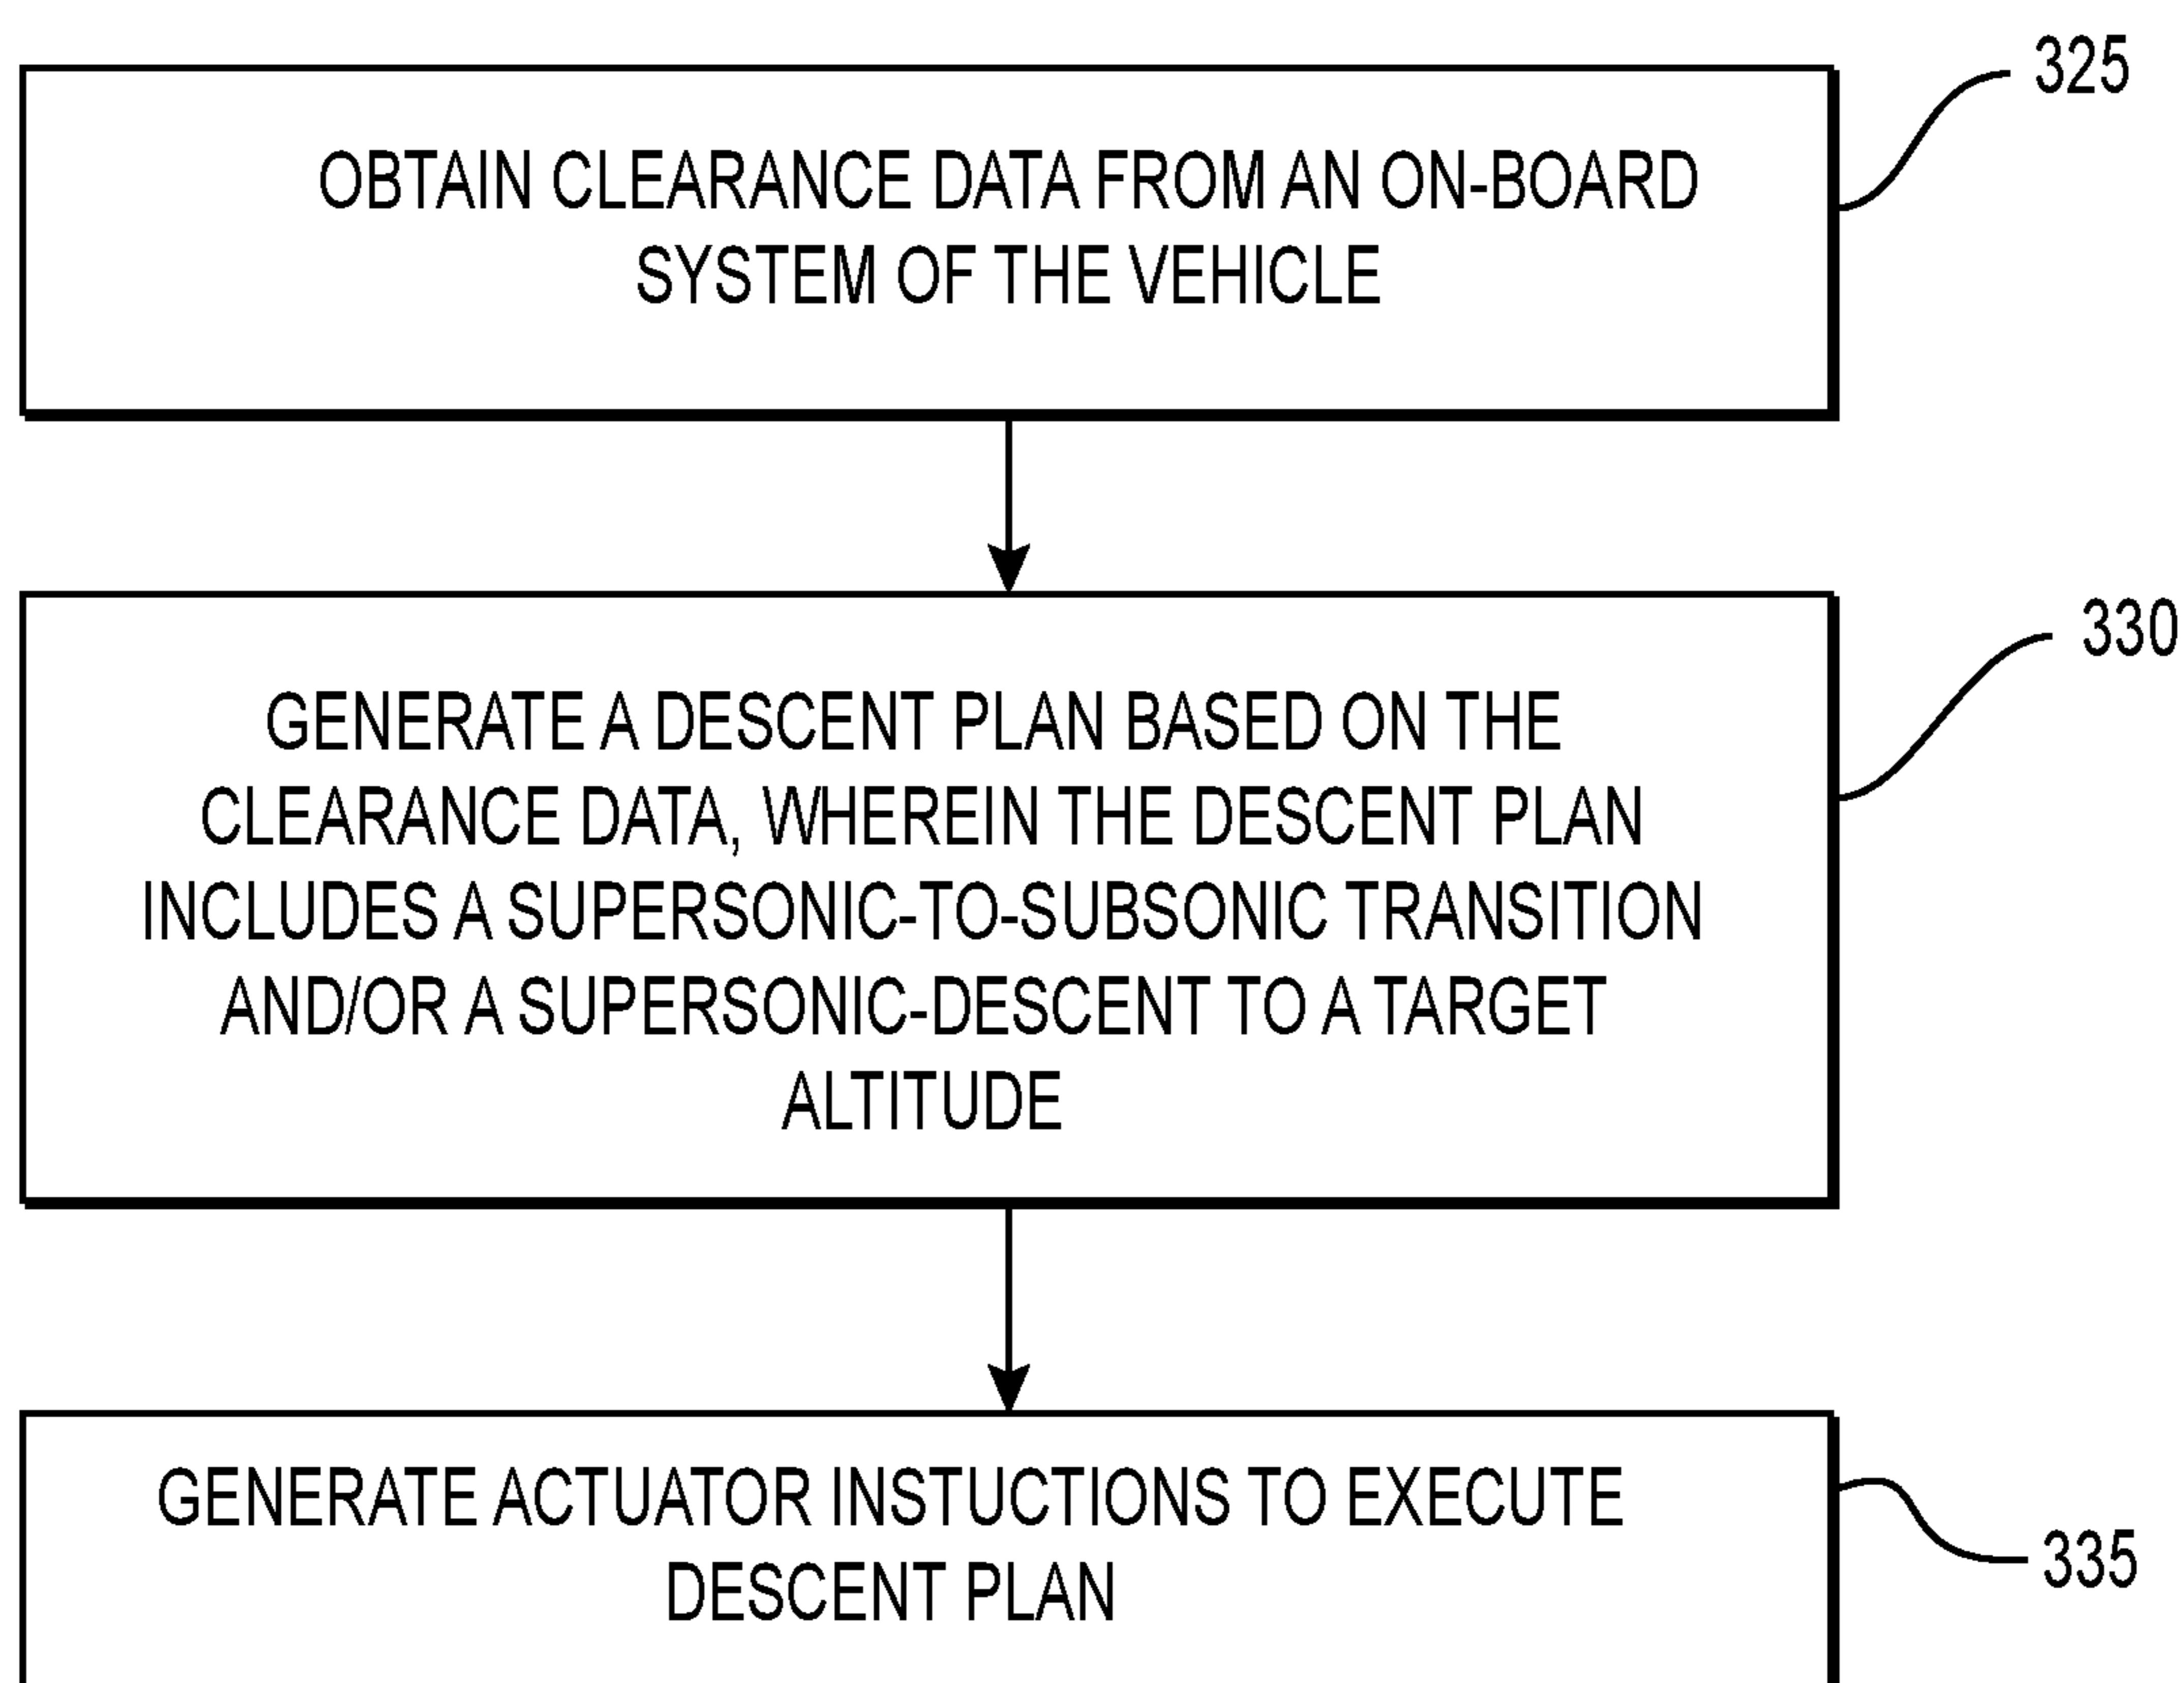 325
OBTAIN CLEARANCE DATA FROM AN ON-BOARD
SYSTEM OF THE VEHICLE
330
GENERATE A DESCENT PLAN BASED ON THE
CLEARANCE DATA, WHEREIN THE DESCENT PLAN
INCLUDES A SUPERSONIC-TO-SUBSONIC TRANSITION
AND/OR A SUPERSONIC-DESCENT TO A TARGET
ALTITUDE
GENERATE ACTUATOR INSTUCTIONS TO EXECUTE
DESCENT PLAN
335